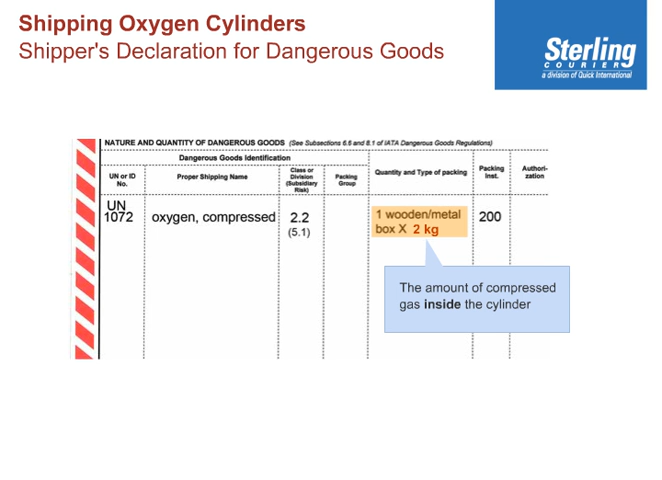 Shipping Oxygen Cylinders
Shipper's Declaration for Dangerous Goods
Sterling
COURIER
a division of Quick International
NATURE AND QUANTITY OF DANGEROUS GOODS (See Subsections 6.6 and 8.1 of IATA Dangerous Goods Regulations)
Dangerous Goods Identification
UN or ID
No.
Proper Shipping Name
Class or
Division
(Subsidiary
Risk)
Packing
Group
Quantity and Type of packing
Packing
Inst.
Authori-
zation
UN
1072
oxygen, compressed
2.2
(5.1)
1 wooden/metal
box X 2 kg
200
The amount of compressed
gas inside the cylinder